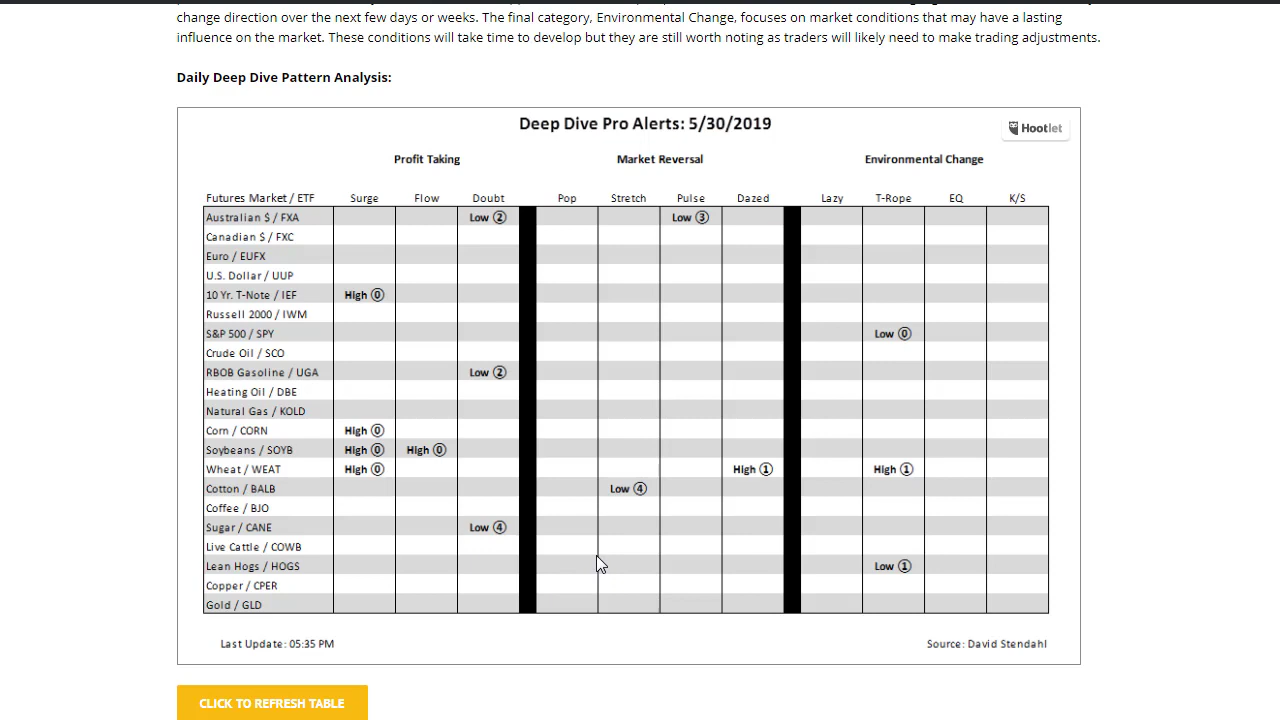 change direction over the next few days or weeks. The final category, Environmental Change, focuses on market conditions that may have a lasting
influence on the market. These conditions will take time to develop but they are still worth noting as traders will likely need to make trading adjustments.
Daily Deep Dive Pattern Analysis:
Deep Dive Pro Alerts: 5/30/2019
Hootlet
Profit Taking Market Reversal Environmental Change
Futures Market / ETF Surge Flow Doubt Pop Stretch Pulse Dazed Lazy T-Rope EQ K/S
Australian $ / FXA Low ② Low ③
Canadian $ / FXC
Euro / EUFX
U.S. Dollar / UUP
10 Yr. T-Note / IEF High ⓪
Russell 2000 / IWM
S&P 500 / SPY Low ⓪
Crude Oil / SCO
RBOB Gasoline / UGA Low ②
Heating Oil / DBE
Natural Gas / KOLD
Corn / CORN High ⓪
Soybeans / SOYB High ⓪ High ⓪
Wheat / WEAT High ⓪ High ① High ①
Cotton / BALB Low ④
Coffee / BJO
Sugar / CANE Low ④
Live Cattle / COWB
Lean Hogs / HOGS Low ①
Copper / CPER
Gold / GLD
Last Update: 05:35 PM Source: David Stendahl
CLICK TO REFRESH TABLE